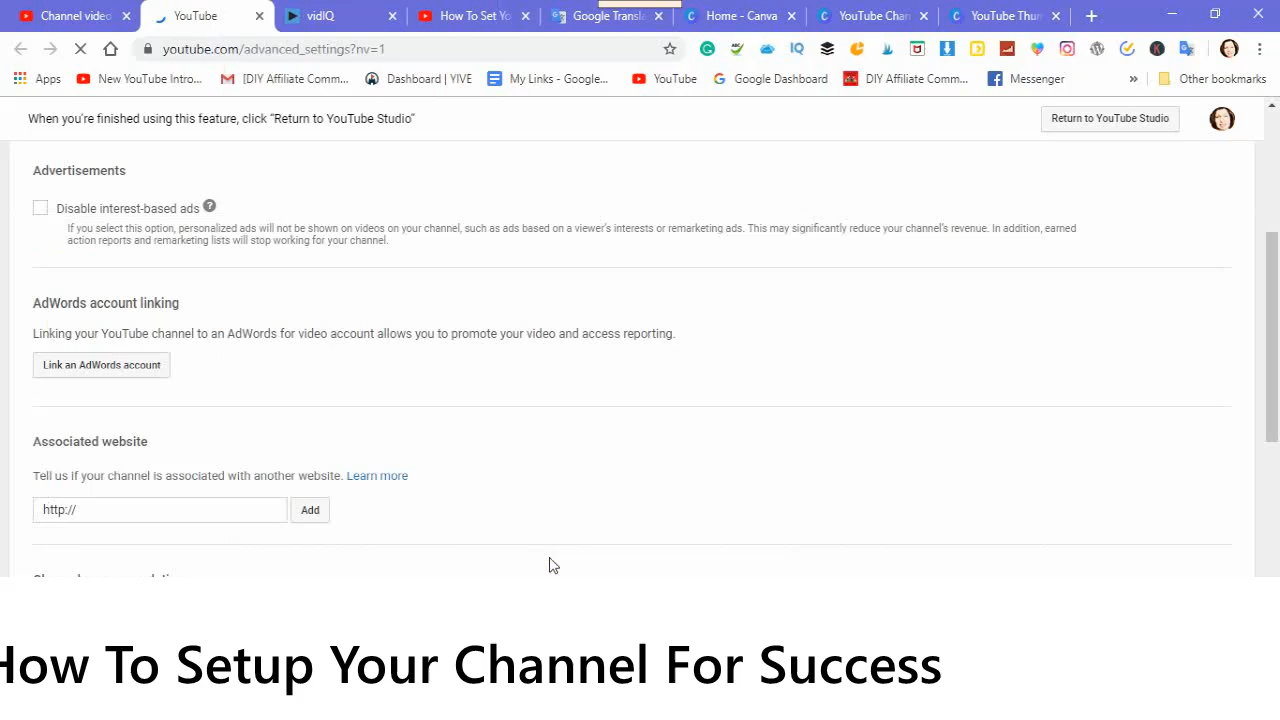 Channel video
YouTube
vidIQ
How To Set Yo
Google Transla
Home - Canva
YouTube Chan
YouTube Thum
youtube.com/advanced_settings?nv=1
Apps
New YouTube Intro...
[DIY Affiliate Comm...
Dashboard | YIVE
My Links - Google...
YouTube
Google Dashboard
DIY Affiliate Comm...
Messenger
»
Other bookmarks
When you're finished using this feature, click “Return to YouTube Studio”
Return to YouTube Studio
Advertisements
Disable interest-based ads
If you select this option, personalized ads will not be shown on videos on your channel, such as ads based on a viewer's interests or remarketing ads. This may significantly reduce your channel's revenue. In addition, earned
action reports and remarketing lists will stop working for your channel.
AdWords account linking
Linking your YouTube channel to an AdWords for video account allows you to promote your video and access reporting.
Link an AdWords account
Associated website
Tell us if your channel is associated with another website. Learn more
http://
Add
How To Setup Your Channel For Success